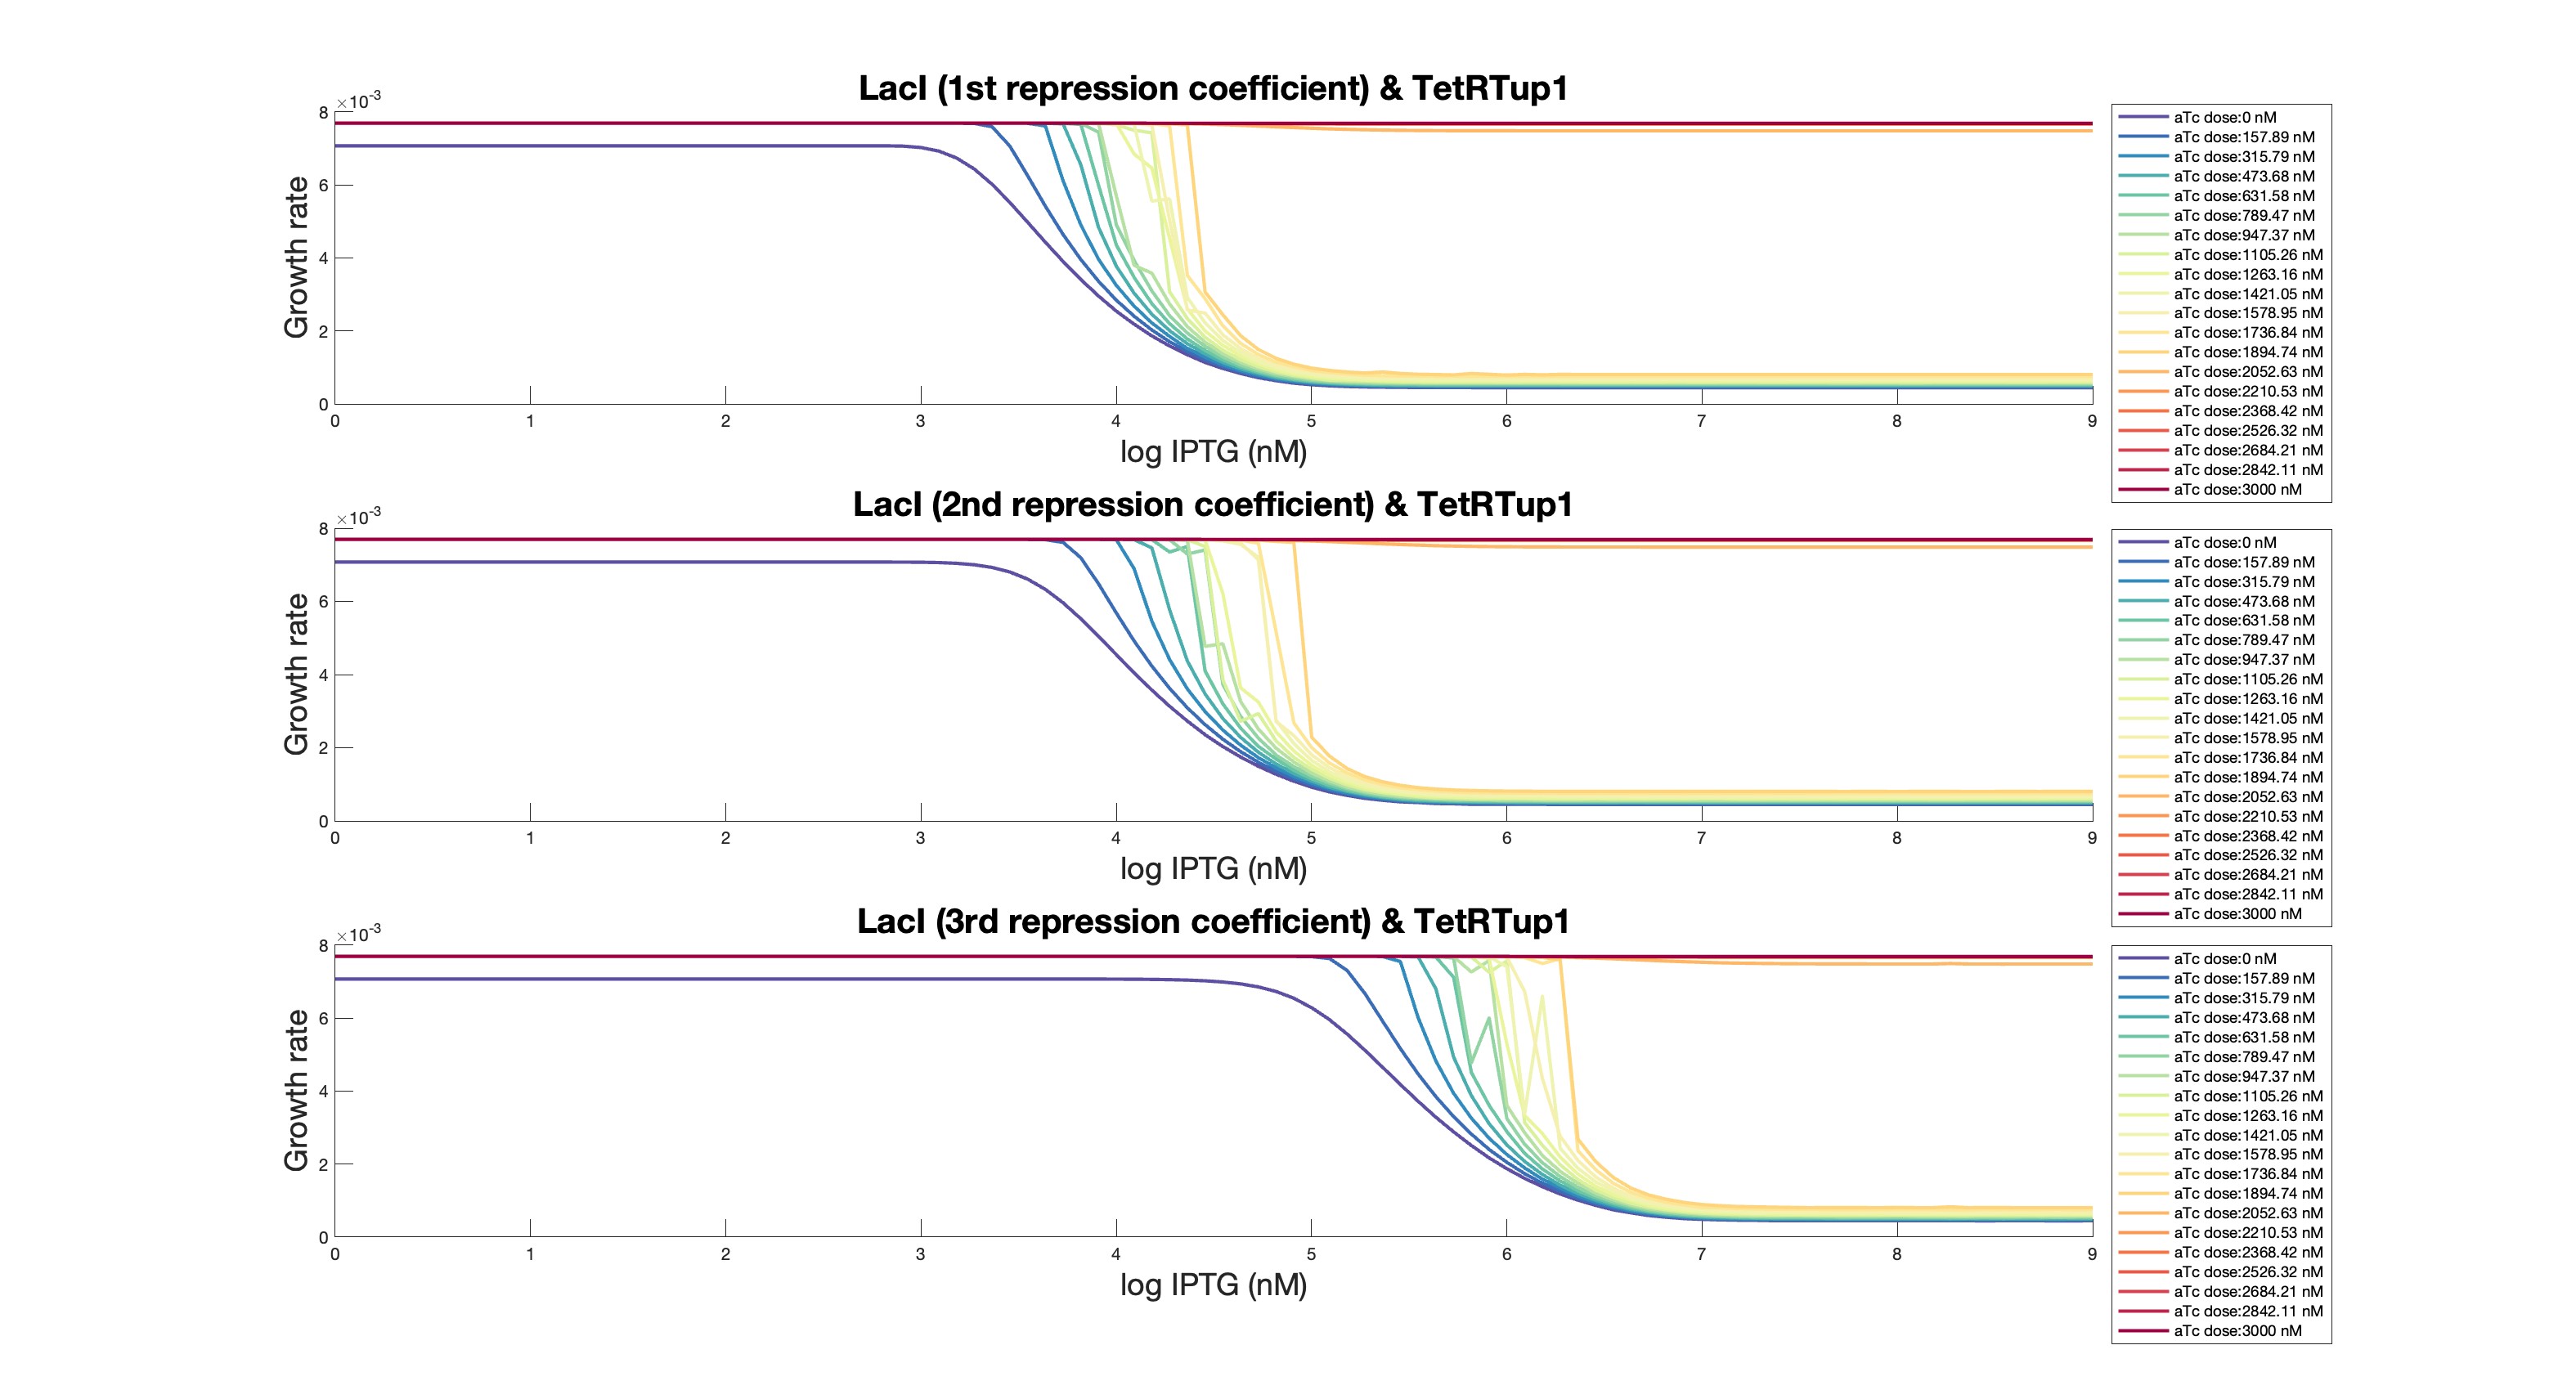 LacI (1st repression coefficient) & TetRTup1
×10-3
8
6
4
2
0
Growth rate
0 1 2 3 4 5 6 7 8 9
log IPTG (nM)
aTc dose:0 nM
aTc dose:157.89 nM
aTc dose:315.79 nM
aTc dose:473.68 nM
aTc dose:631.58 nM
aTc dose:789.47 nM
aTc dose:947.37 nM
aTc dose:1105.26 nM
aTc dose:1263.16 nM
aTc dose:1421.05 nM
aTc dose:1578.95 nM
aTc dose:1736.84 nM
aTc dose:1894.74 nM
aTc dose:2052.63 nM
aTc dose:2210.53 nM
aTc dose:2368.42 nM
aTc dose:2526.32 nM
aTc dose:2684.21 nM
aTc dose:2842.11 nM
aTc dose:3000 nM
LacI (2nd repression coefficient) & TetRTup1
×10-3
8
6
4
2
0
Growth rate
0 1 2 3 4 5 6 7 8 9
log IPTG (nM)
aTc dose:0 nM
aTc dose:157.89 nM
aTc dose:315.79 nM
aTc dose:473.68 nM
aTc dose:631.58 nM
aTc dose:789.47 nM
aTc dose:947.37 nM
aTc dose:1105.26 nM
aTc dose:1263.16 nM
aTc dose:1421.05 nM
aTc dose:1578.95 nM
aTc dose:1736.84 nM
aTc dose:1894.74 nM
aTc dose:2052.63 nM
aTc dose:2210.53 nM
aTc dose:2368.42 nM
aTc dose:2526.32 nM
aTc dose:2684.21 nM
aTc dose:2842.11 nM
aTc dose:3000 nM
LacI (3rd repression coefficient) & TetRTup1
×10-3
8
6
4
2
0
Growth rate
0 1 2 3 4 5 6 7 8 9
log IPTG (nM)
aTc dose:0 nM
aTc dose:157.89 nM
aTc dose:315.79 nM
aTc dose:473.68 nM
aTc dose:631.58 nM
aTc dose:789.47 nM
aTc dose:947.37 nM
aTc dose:1105.26 nM
aTc dose:1263.16 nM
aTc dose:1421.05 nM
aTc dose:1578.95 nM
aTc dose:1736.84 nM
aTc dose:1894.74 nM
aTc dose:2052.63 nM
aTc dose:2210.53 nM
aTc dose:2368.42 nM
aTc dose:2526.32 nM
aTc dose:2684.21 nM
aTc dose:2842.11 nM
aTc dose:3000 nM